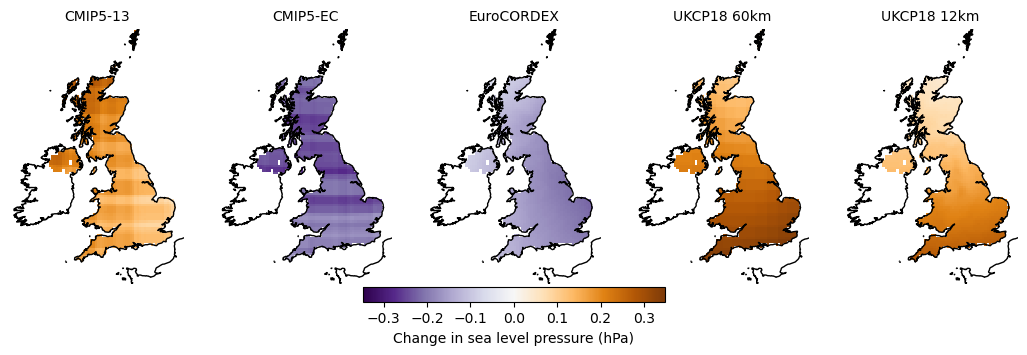 CMIP5-13 CMIP5-EC EuroCORDEX UKCP18 60km UKCP18 12km
−0.3 −0.2 −0.1 0.0 0.1 0.2 0.3
Change in sea level pressure (hPa)